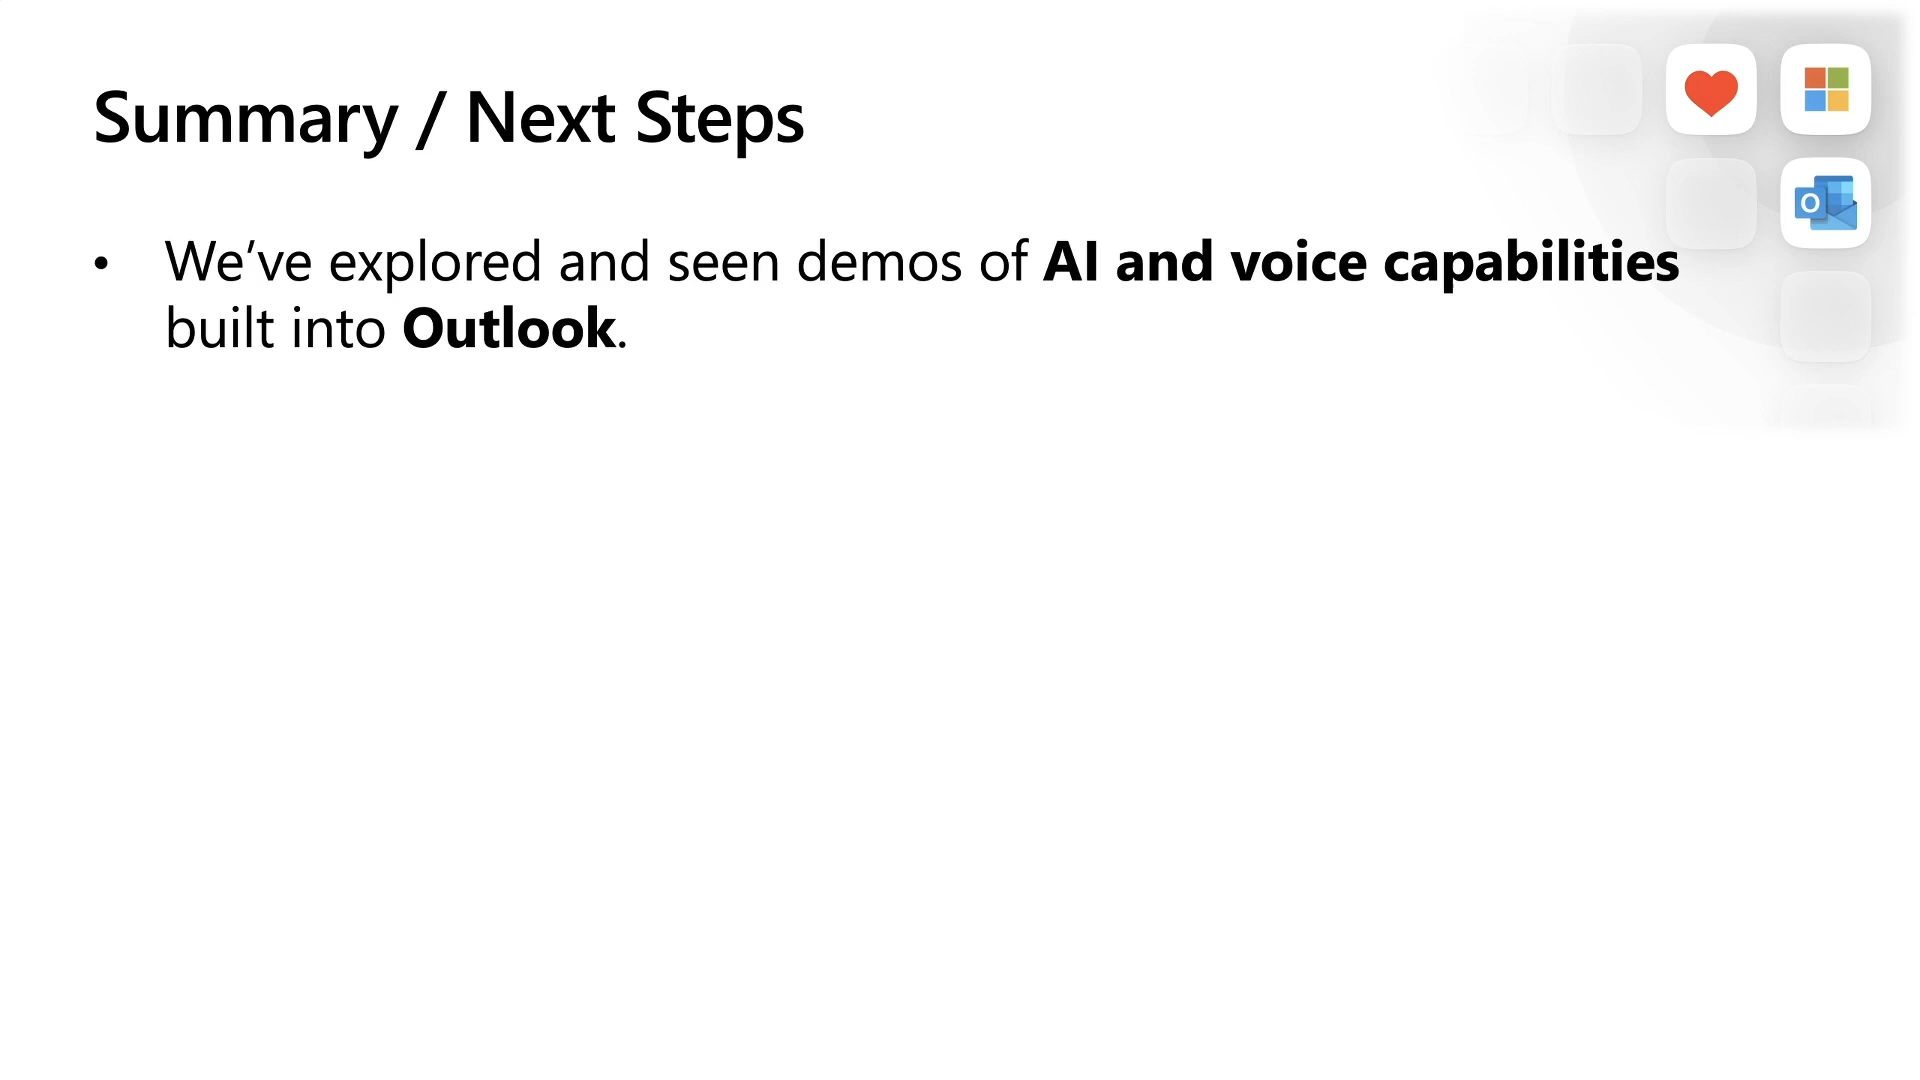 Summary / Next Steps
• We‘ve explored and seen demos of AI and voice capabilities
built into Outlook.
O